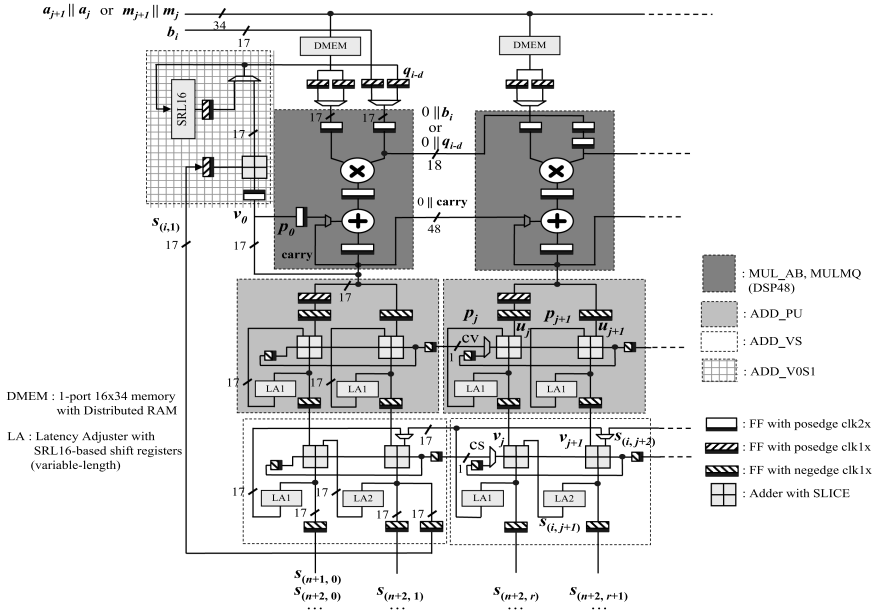 a_{j+1} || a_j or m_{j+1} || m_j
34
b_i
17
DMEM
DMEM
q_{i-d}
SRL16
17
17
17
0 || b_i
or
0 || q_{i-d}
18
s_{(i,1)}
17
v_0
17
p_0
carry
0 || carry
48
17
: MUL_AB, MULMQ
(DSP48)
: ADD_PU
: ADD_VS
: ADD_V0S1
p_j
u_j
p_{j+1}
u_{j+1}
cv
1
1
17
LA1
17
LA1
LA1
LA1
DMEM : 1-port 16x34 memory
with Distributed RAM
LA : Latency Adjuster with
SRL16-based shift registers
(variable-length)
17
v_j
v_{j+1}
s_{(i, j+2)}
cs
1
1
17
LA1
17
LA2
LA1
LA2
17
17
17
s_{(i, j+1)}
: FF with posedge clk2x
: FF with posedge clk1x
: FF with negedge clk1x
: Adder with SLICE
s_{(n+1, 0)}
s_{(n+2, 0)}
...
s_{(n+2, 1)}
...
s_{(n+2, r)}
...
s_{(n+2, r+1)}
...